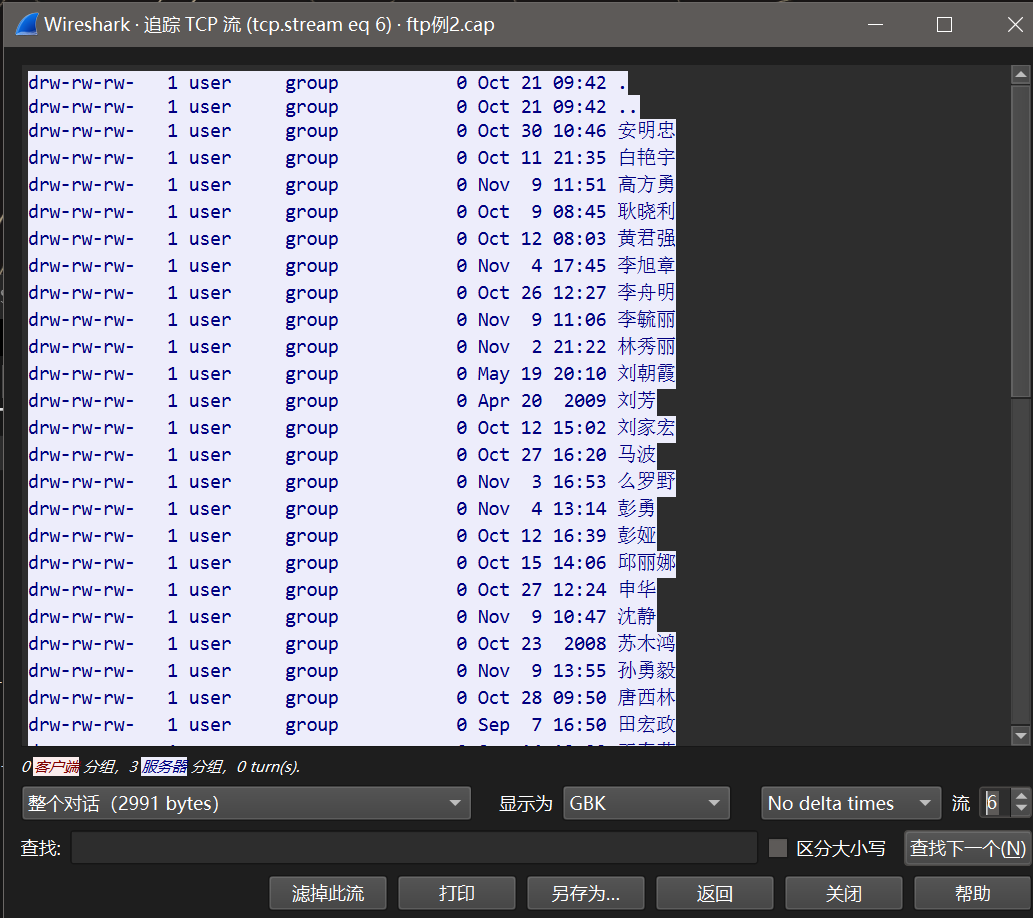 Wireshark · 追踪 TCP 流 (tcp.stream eq 6) · ftp例2.cap
drw-rw-rw-   1 user     group           0 Oct 21 09:42 .
drw-rw-rw-   1 user     group           0 Oct 21 09:42 ..
drw-rw-rw-   1 user     group           0 Oct 30 10:46 安明忠
drw-rw-rw-   1 user     group           0 Oct 11 21:35 白艳宇
drw-rw-rw-   1 user     group           0 Nov  9 11:51 高方勇
drw-rw-rw-   1 user     group           0 Oct  9 08:45 耿晓利
drw-rw-rw-   1 user     group           0 Oct 12 08:03 黄君强
drw-rw-rw-   1 user     group           0 Nov  4 17:45 李旭章
drw-rw-rw-   1 user     group           0 Oct 26 12:27 李舟明
drw-rw-rw-   1 user     group           0 Nov  9 11:06 李毓丽
drw-rw-rw-   1 user     group           0 Nov  2 21:22 林秀丽
drw-rw-rw-   1 user     group           0 May 19 20:10 刘朝霞
drw-rw-rw-   1 user     group           0 Apr 20  2009 刘芳
drw-rw-rw-   1 user     group           0 Oct 12 15:02 刘家宏
drw-rw-rw-   1 user     group           0 Oct 27 16:20 马波
drw-rw-rw-   1 user     group           0 Nov  3 16:53 么罗野
drw-rw-rw-   1 user     group           0 Nov  4 13:14 彭勇
drw-rw-rw-   1 user     group           0 Oct 12 16:39 彭娅
drw-rw-rw-   1 user     group           0 Oct 15 14:06 邱丽娜
drw-rw-rw-   1 user     group           0 Oct 27 12:24 申华
drw-rw-rw-   1 user     group           0 Nov  9 10:47 沈静
drw-rw-rw-   1 user     group           0 Oct 23  2008 苏木鸿
drw-rw-rw-   1 user     group           0 Nov  9 13:55 孙勇毅
drw-rw-rw-   1 user     group           0 Oct 28 09:50 唐西林
drw-rw-rw-   1 user     group           0 Sep  7 16:50 田宏政
0 客户端 分组, 3 服务器 分组, 0 turn(s).
整个对话 (2991 bytes) 显示为 GBK No delta times 流 6
查找: 区分大小写 查找下一个(N)
滤掉此流 打印 另存为… 返回 关闭 帮助